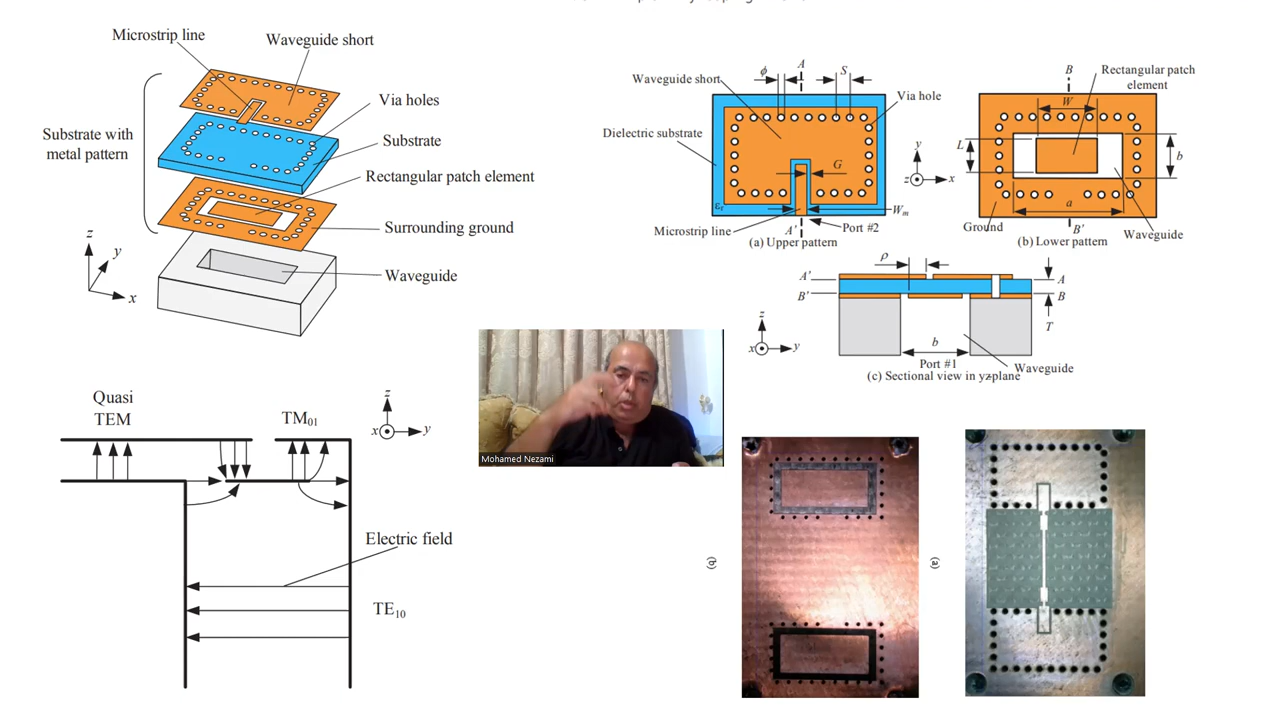 Microstrip line
Waveguide short
Via holes
Substrate with
metal pattern
Substrate
Rectangular patch element
Surrounding ground
Waveguide
z
y
x
Waveguide short
ϕ
A
S
Via hole
Dielectric substrate
G
εr
Wm
Microstrip line
A'
Port #2
(a) Upper pattern
y
z
x
B
Rectangular patch
element
W
L
b
a
Ground
B'
Waveguide
(b) Lower pattern
ρ
A'
A
B'
B
T
z
x
y
b
Port #1
Waveguide
(c) Sectional view in yz-plane
Quasi
TEM
TM01
z
x
y
Electric field
TE10
Mohamed Nezami
(b)
(a)